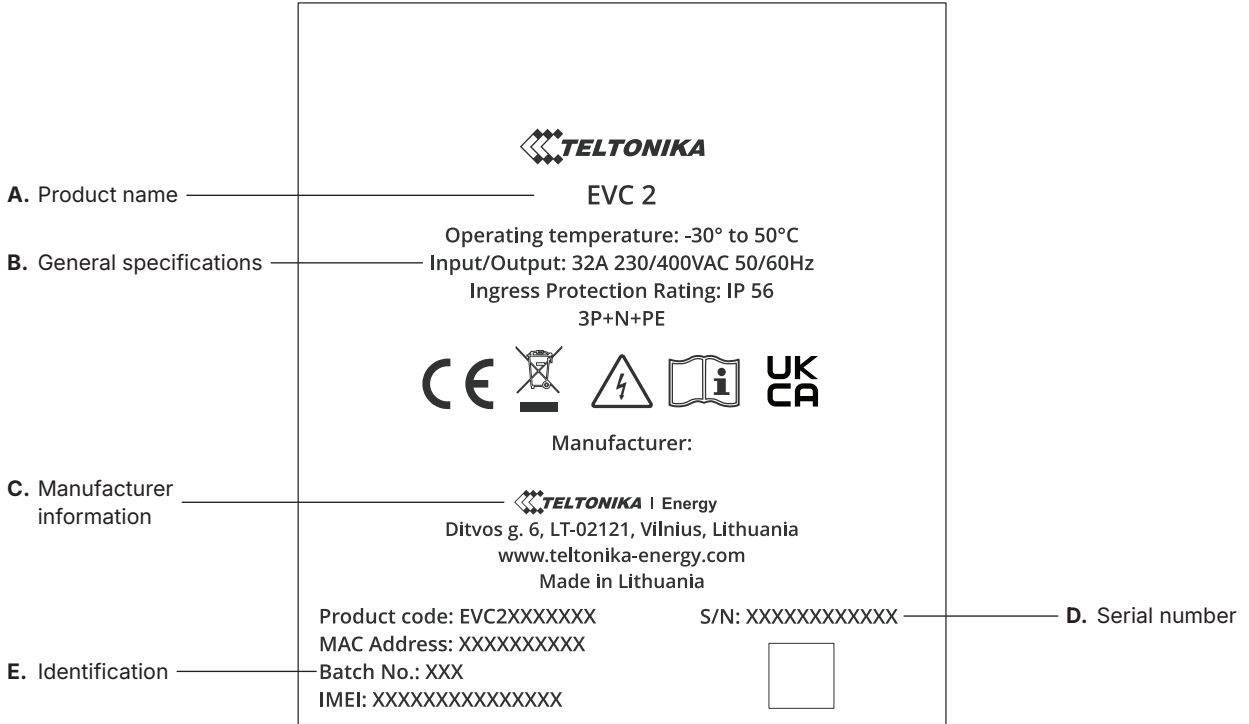 TELTONIKA
A. Product name
EVC 2
Operating temperature: -30° to 50°C
B. General specifications
Input/Output: 32A 230/400VAC 50/60Hz
Ingress Protection Rating: IP 56
3P+N+PE
CE
i
UK
CA
Manufacturer:
C. Manufacturer
information
TELTONIKA | Energy
Ditvos g. 6, LT-02121, Vilnius, Lithuania
www.teltonika-energy.com
Made in Lithuania
Product code: EVC2XXXXXXX
S/N: XXXXXXXXXXXX
D. Serial number
MAC Address: XXXXXXXXXX
E. Identification
Batch No.: XXX
IMEI: XXXXXXXXXXXXXXX